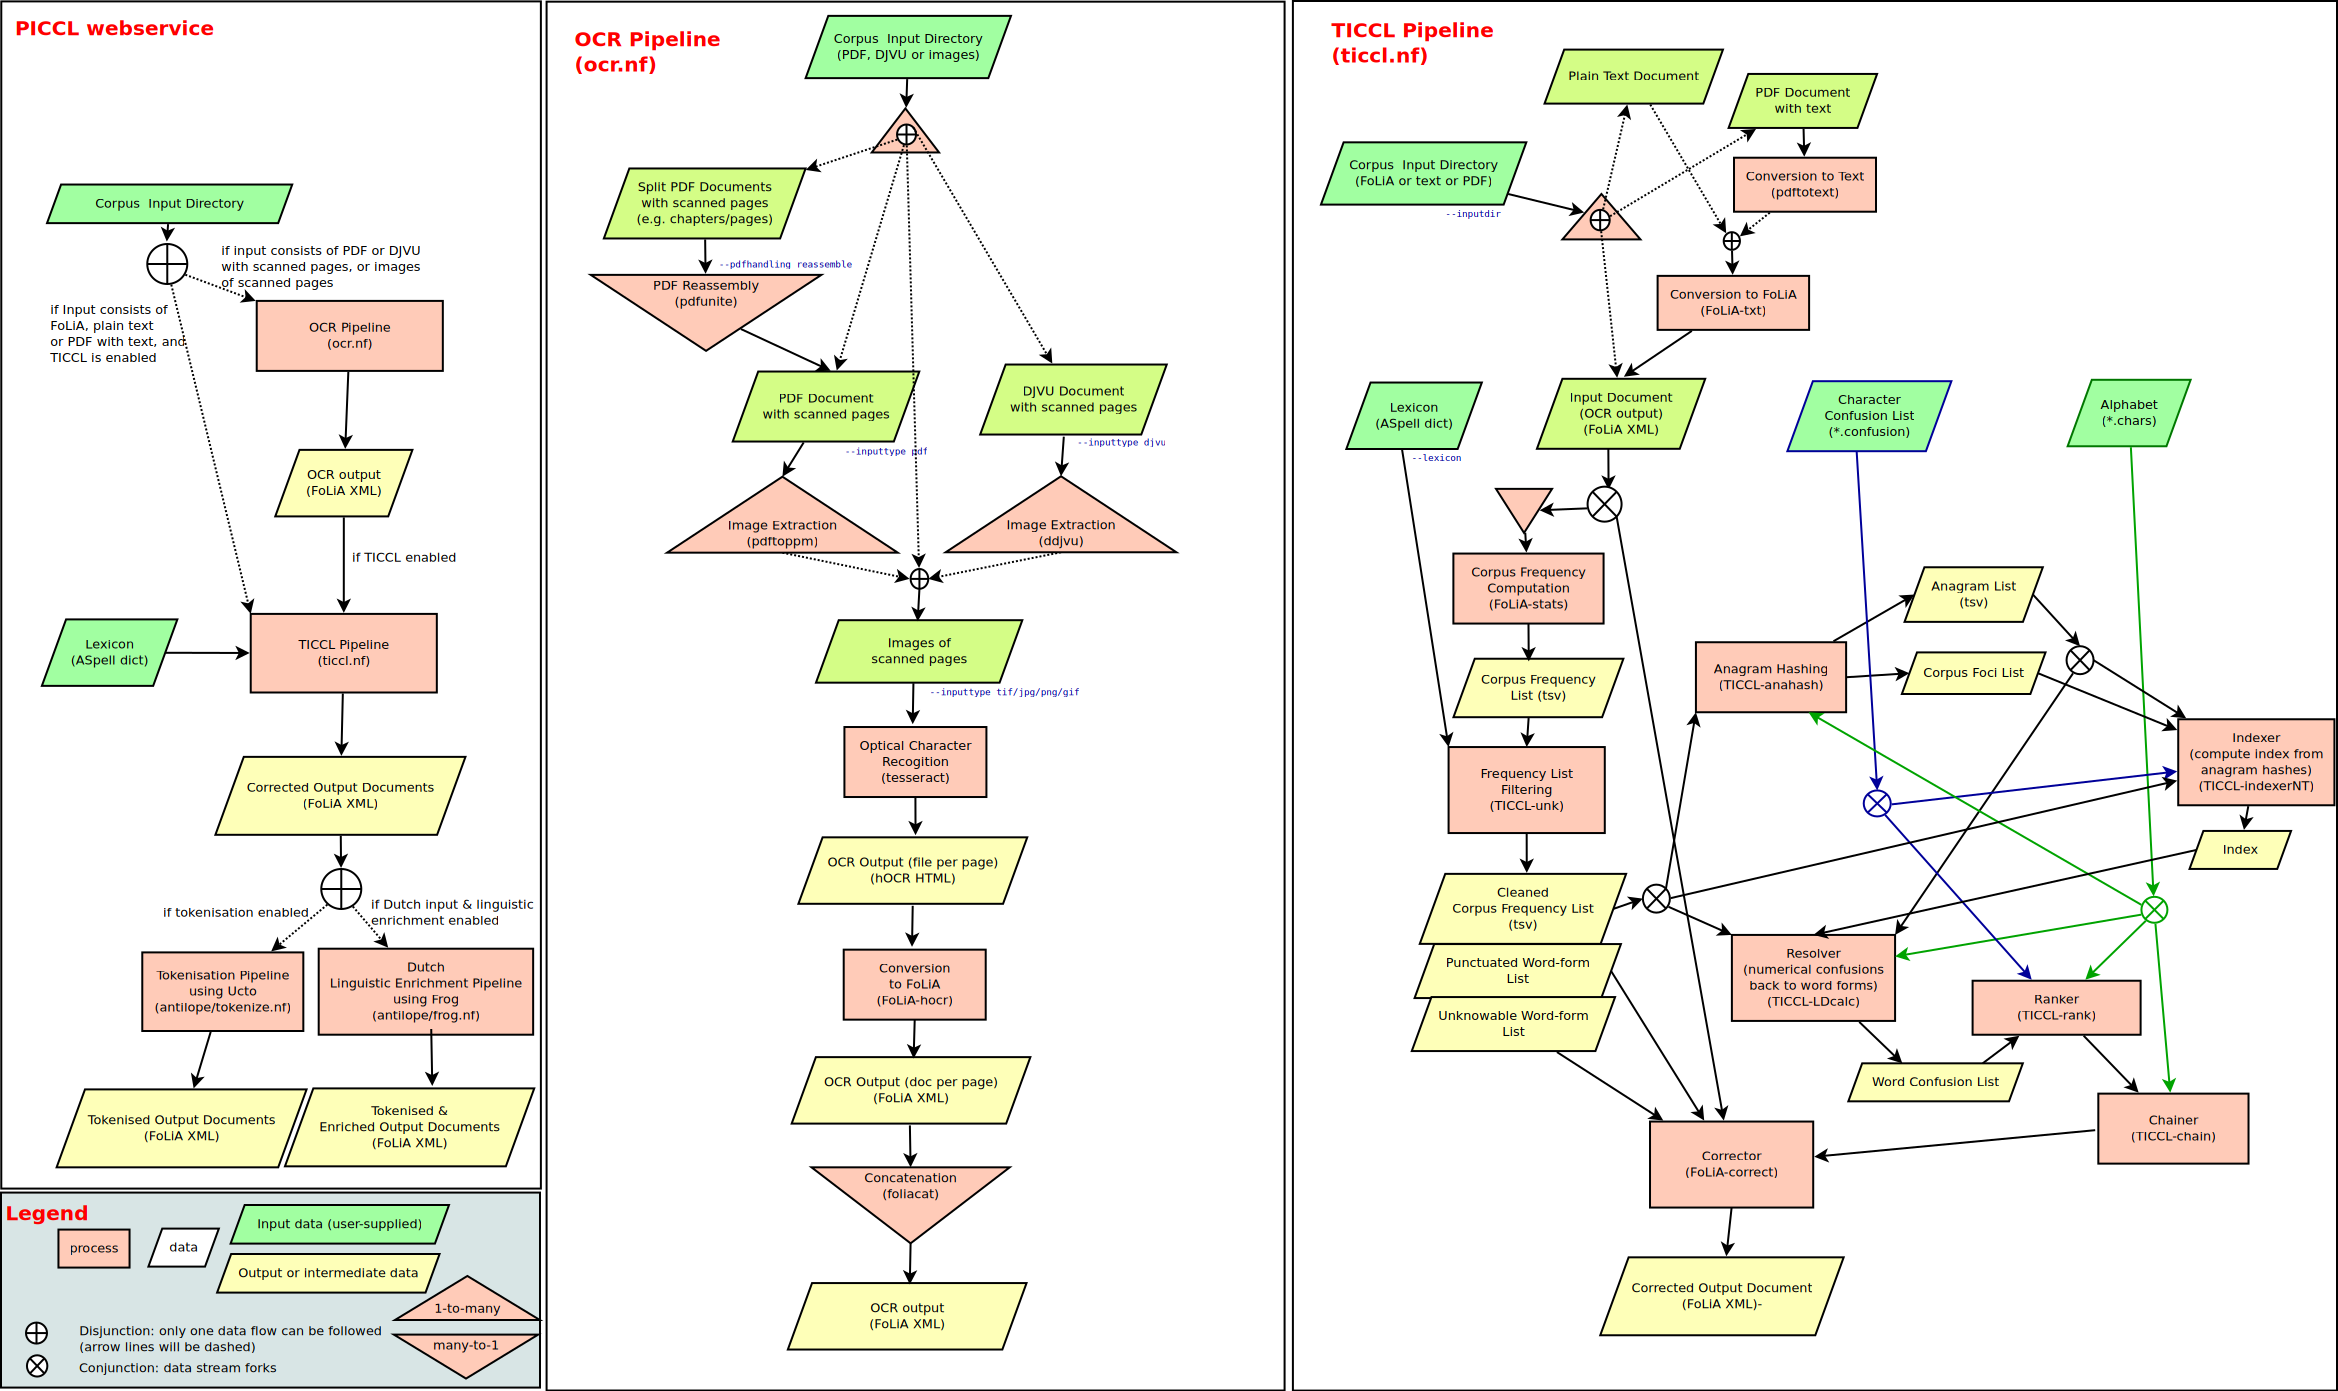 PICCL webservice
Corpus  Input Directory
if input consists of PDF or DJVU
with scanned pages, or images
of scanned pages
if Input consists of
FoLiA, plain text
or PDF with text, and
TICCL is enabled
OCR Pipeline
(ocr.nf)
OCR output
(FoLiA XML)
if TICCL enabled
Lexicon
(ASpell dict)
TICCL Pipeline
(ticcl.nf)
Corrected Output Documents
(FoLiA XML)
if tokenisation enabled
if Dutch input & linguistic
enrichment enabled
Tokenisation Pipeline
using Ucto
(antilope/tokenize.nf)
Dutch
Linguistic Enrichment Pipeline
using Frog
(antilope/frog.nf)
Tokenised Output Documents
(FoLiA XML)
Tokenised &
Enriched Output Documents
(FoLiA XML)
Legend
process
data
Input data (user-supplied)
Output or intermediate data
1-to-many
many-to-1
Disjunction: only one data flow can be followed
(arrow lines will be dashed)
Conjunction: data stream forks
OCR Pipeline
(ocr.nf)
Corpus  Input Directory
(PDF, DJVU or images)
Split PDF Documents
with scanned pages
(e.g. chapters/pages)
--pdfhandling reassemble
PDF Reassembly
(pdfunite)
PDF Document
with scanned pages
--inputtype pdf
DJVU Document
with scanned pages
--inputtype djvu
Image Extraction
(pdftoppm)
Image Extraction
(ddjvu)
Images of
scanned pages
--inputtype tif/jpg/png/gif
Optical Character
Recogition
(tesseract)
OCR Output (file per page)
(hOCR HTML)
Conversion
to FoLiA
(FoLiA-hocr)
OCR Output (doc per page)
(FoLiA XML)
Concatenation
(foliacat)
OCR output
(FoLiA XML)
TICCL Pipeline
(ticcl.nf)
Plain Text Document
PDF Document
with text
Corpus  Input Directory
(FoLiA or text or PDF)
--inputdir
Conversion to Text
(pdftotext)
Conversion to FoLiA
(FoLiA-txt)
Lexicon
(ASpell dict)
--lexicon
Input Document
(OCR output)
(FoLiA XML)
Character
Confusion List
(*.confusion)
Alphabet
(*.chars)
Corpus Frequency
Computation
(FoLiA-stats)
Corpus Frequency
List (tsv)
Frequency List
Filtering
(TICCL-unk)
Anagram Hashing
(TICCL-anahash)
Anagram List
(tsv)
Corpus Foci List
Indexer
(compute index from
anagram hashes)
(TICCL-indexerNT)
Index
Cleaned
Corpus Frequency List
(tsv)
Punctuated Word-form
List
Unknowable Word-form
List
Resolver
(numerical confusions
back to word forms)
(TICCL-LDcalc)
Ranker
(TICCL-rank)
Word Confusion List
Chainer
(TICCL-chain)
Corrector
(FoLiA-correct)
Corrected Output Document
(FoLiA XML)-